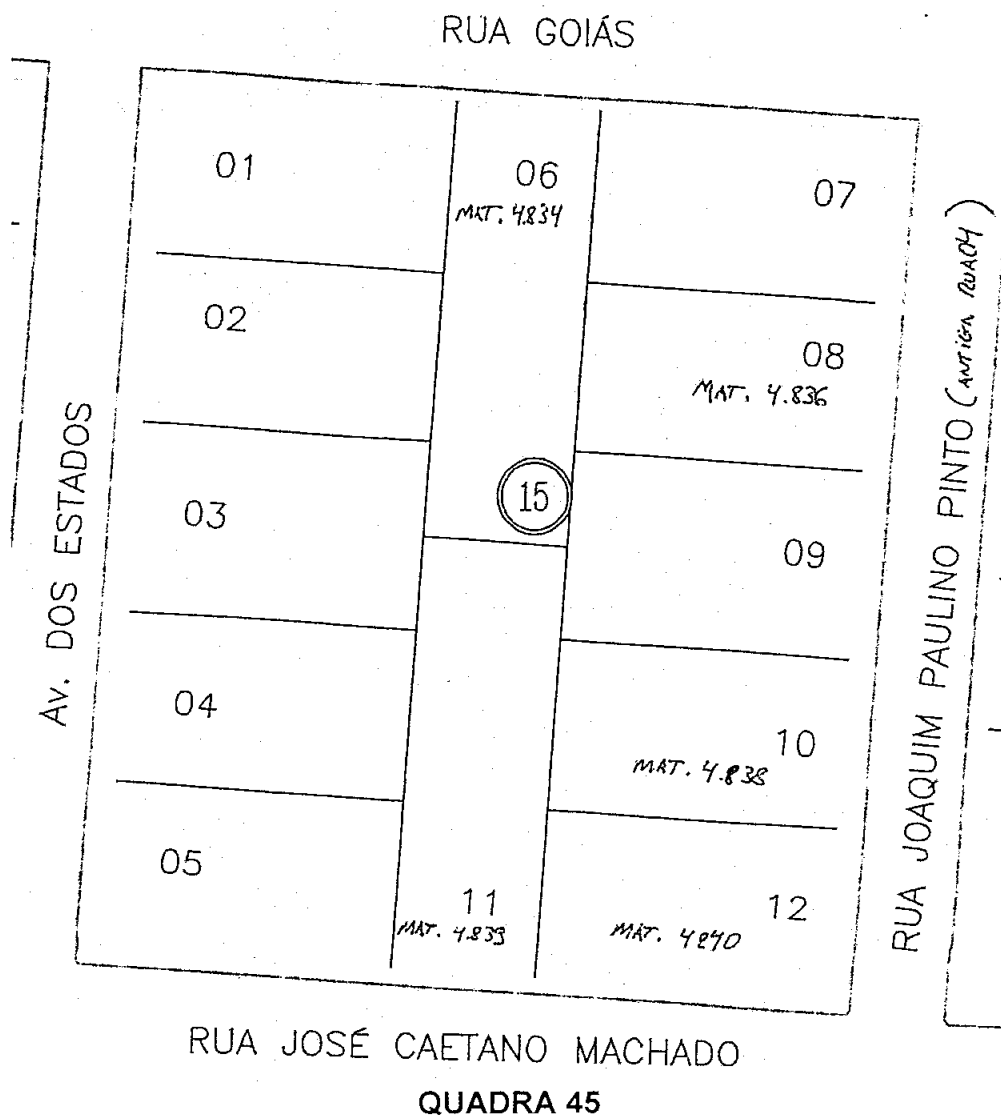 RUA GOIÁS
01
06
MAT. 4834
07
02
08
MAT. 4.836
Av. DOS ESTADOS
03
15
09
RUA JOAQUIM PAULINO PINTO (ANTIGA RUA 04)
04
10
MAT. 4.838
05
11
MAT. 4.839
12
MAT. 4840
RUA JOSÉ CAETANO MACHADO
QUADRA 45